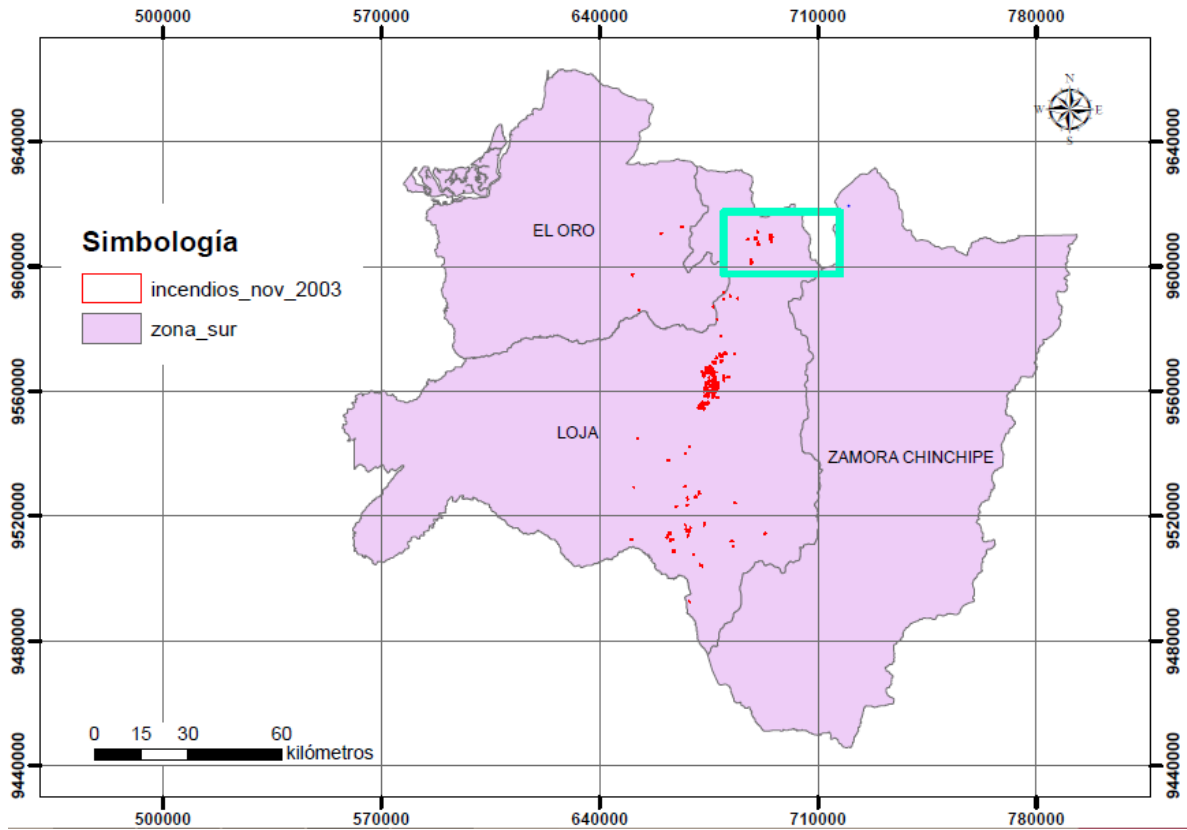 500000 570000 640000 710000 780000
N
W E
S
9640000 9640000
Simbología
EL ORO
9600000 9600000
incendios_nov_2003
zona_sur
9560000 9560000
LOJA
ZAMORA CHINCHIPE
9520000 9520000
9480000 9480000
0 15 30 60
kilómetros
9440000 9440000
500000 570000 640000 710000 780000